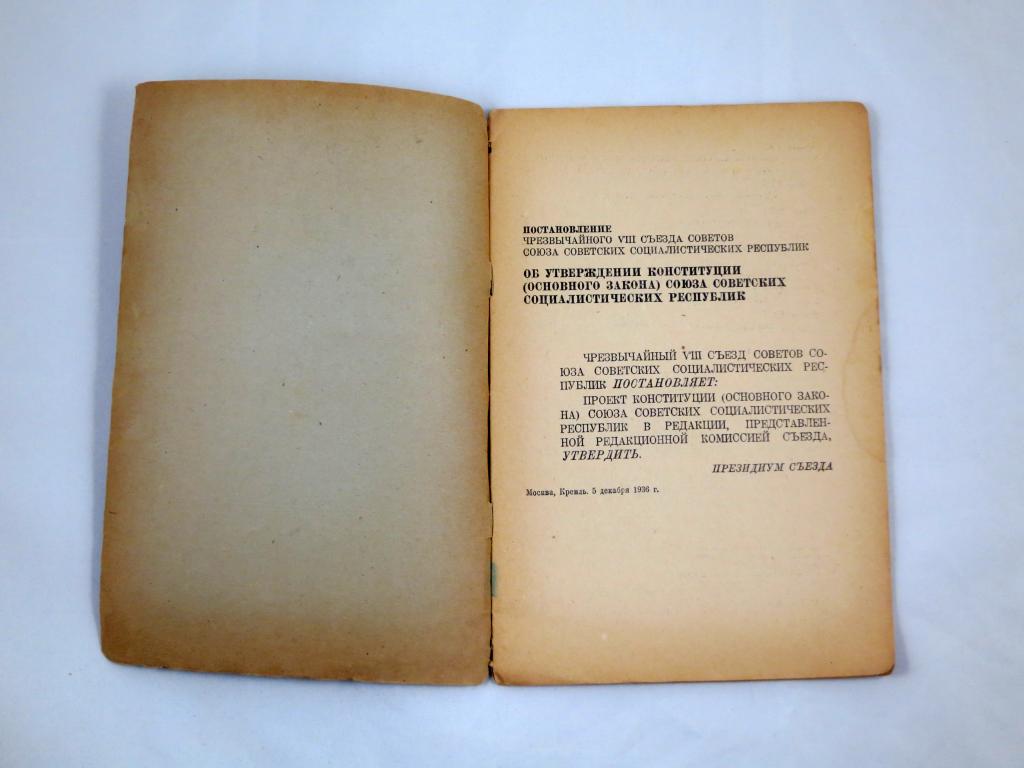 ПОСТАНОВЛЕНИЕ
ЧРЕЗВЫЧАЙНОГО VIII СЪЕЗДА СОВЕТОВ
СОЮЗА СОВЕТСКИХ СОЦИАЛИСТИЧЕСКИХ РЕСПУБЛИК
ОБ УТВЕРЖДЕНИИ КОНСТИТУЦИИ
(ОСНОВНОГО ЗАКОНА) СОЮЗА СОВЕТСКИХ
СОЦИАЛИСТИЧЕСКИХ РЕСПУБЛИК
ЧРЕЗВЫЧАЙНЫЙ VIII СЪЕЗД СОВЕТОВ СО-
ЮЗА СОВЕТСКИХ СОЦИАЛИСТИЧЕСКИХ РЕС-
ПУБЛИК ПОСТАНОВЛЯЕТ:
ПРОЕКТ КОНСТИТУЦИИ (ОСНОВНОГО ЗАКО-
НА) СОЮЗА СОВЕТСКИХ СОЦИАЛИСТИЧЕСКИХ
РЕСПУБЛИК В РЕДАКЦИИ, ПРЕДСТАВЛЕН-
НОЙ РЕДАКЦИОННОЙ КОМИССИЕЙ СЪЕЗДА,
УТВЕРДИТЬ.
ПРЕЗИДИУМ СЪЕЗДА
Москва, Кремль. 5 декабря 1936 г.